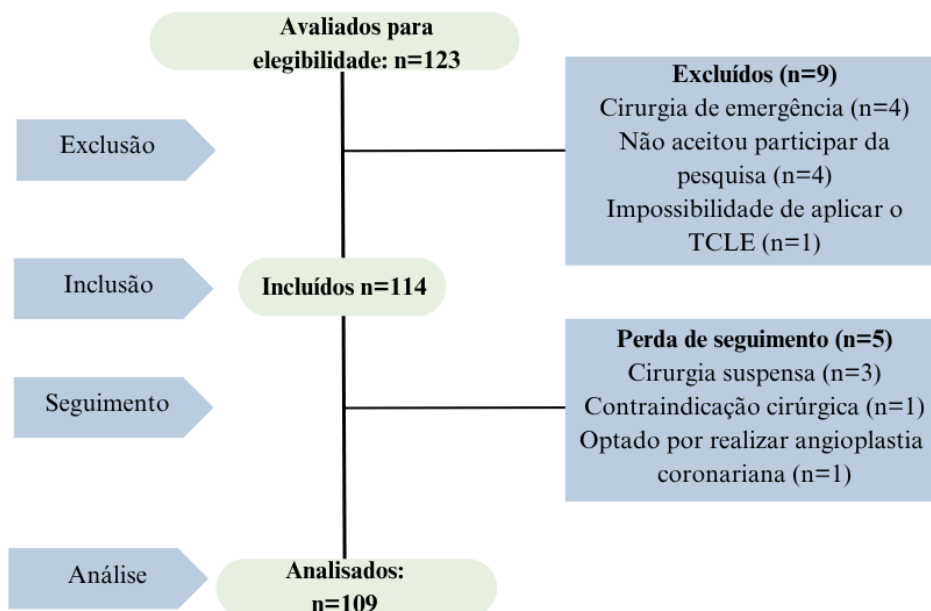 Avaliados para
elegibilidade: n=123
Exclusão
Excluídos (n=9)
Cirurgia de emergência (n=4)
Não aceitou participar da
pesquisa (n=4)
Impossibilidade de aplicar o
TCLE (n=1)
Inclusão
Incluídos n=114
Seguimento
Perda de seguimento (n=5)
Cirurgia suspensa (n=3)
Contraindicação cirúrgica (n=1)
Optado por realizar angioplastia
coronariana (n=1)
Análise
Analisados:
n=109